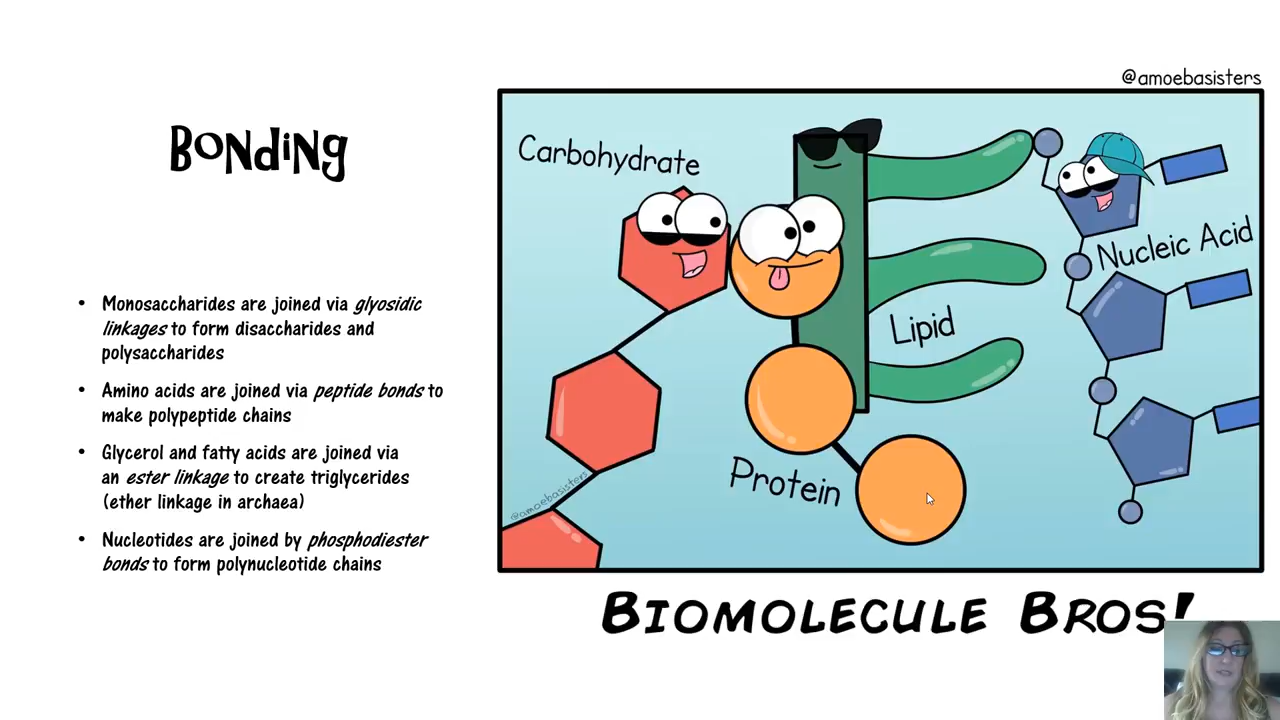 @amoebasisters
Bonding
Carbohydrate
Nucleic Acid
Lipid
Protein
@amoebasisters
• Monosaccharides are joined via glyosidic
linkages to form disaccharides and
polysaccharides
• Amino acids are joined via peptide bonds to
make polypeptide chains
• Glycerol and fatty acids are joined via
an ester linkage to create triglycerides
(ether linkage in archaea)
• Nucleotides are joined by phosphodiester
bonds to form polynucleotide chains
Biomolecule Bros!